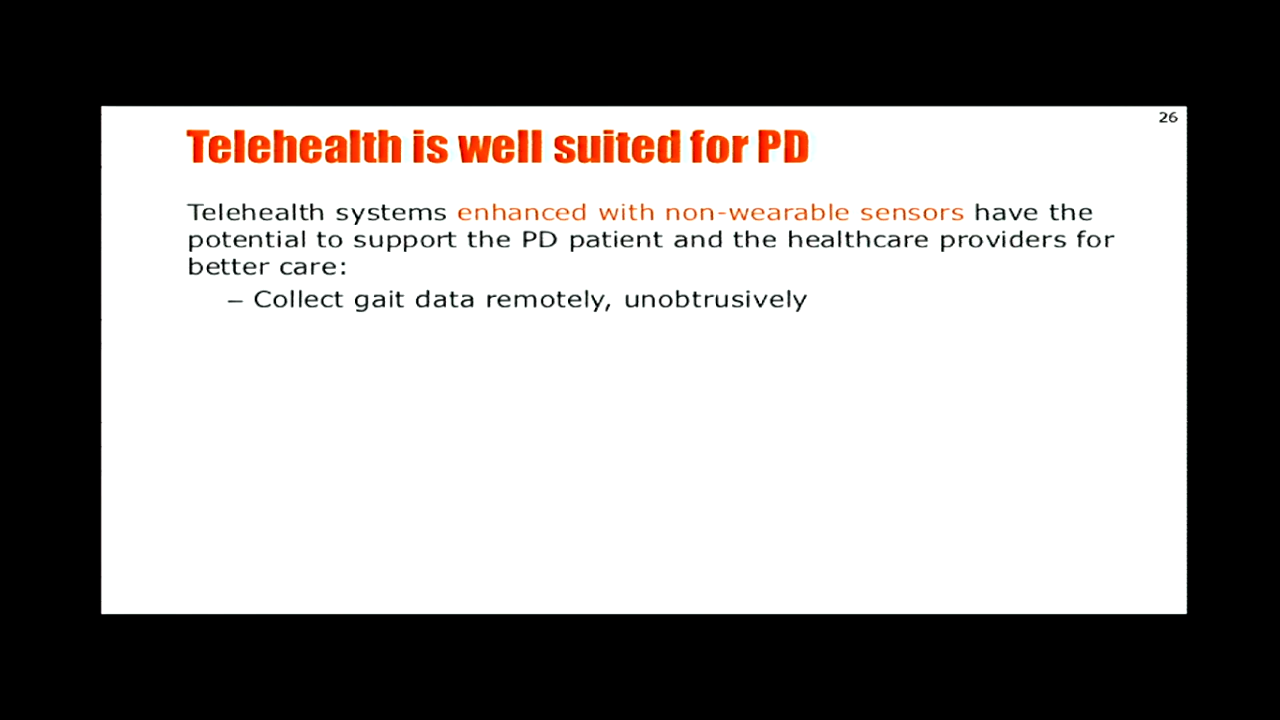 26
Telehealth is well suited for PD
Telehealth systems enhanced with non-wearable sensors have the
potential to support the PD patient and the healthcare providers for
better care:
– Collect gait data remotely, unobtrusively